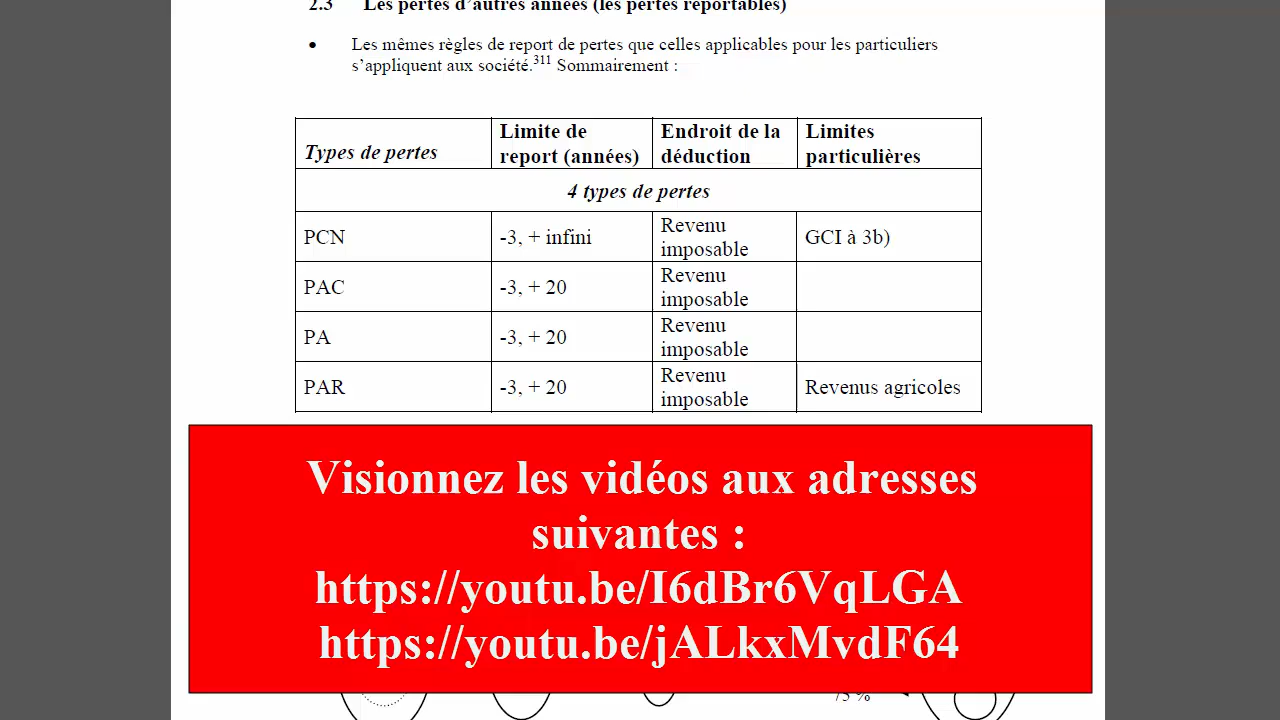 2.3 Les pertes d'autres années (les pertes reportables)
• Les mêmes règles de report de pertes que celles applicables pour les particuliers
s'appliquent aux société.311 Sommairement :
Types de pertes
Limite de
report (années)
Endroit de la
déduction
Limites
particulières
4 types de pertes
PCN
-3, + infini
Revenu
imposable
GCI à 3b)
PAC
-3, + 20
Revenu
imposable
PA
-3, + 20
Revenu
imposable
PAR
-3, + 20
Revenu
imposable
Revenus agricoles
Visionnez les vidéos aux adresses
suivantes :
https://youtu.be/I6dBr6VqLGA
https://youtu.be/jALkxMvdF64
75 %